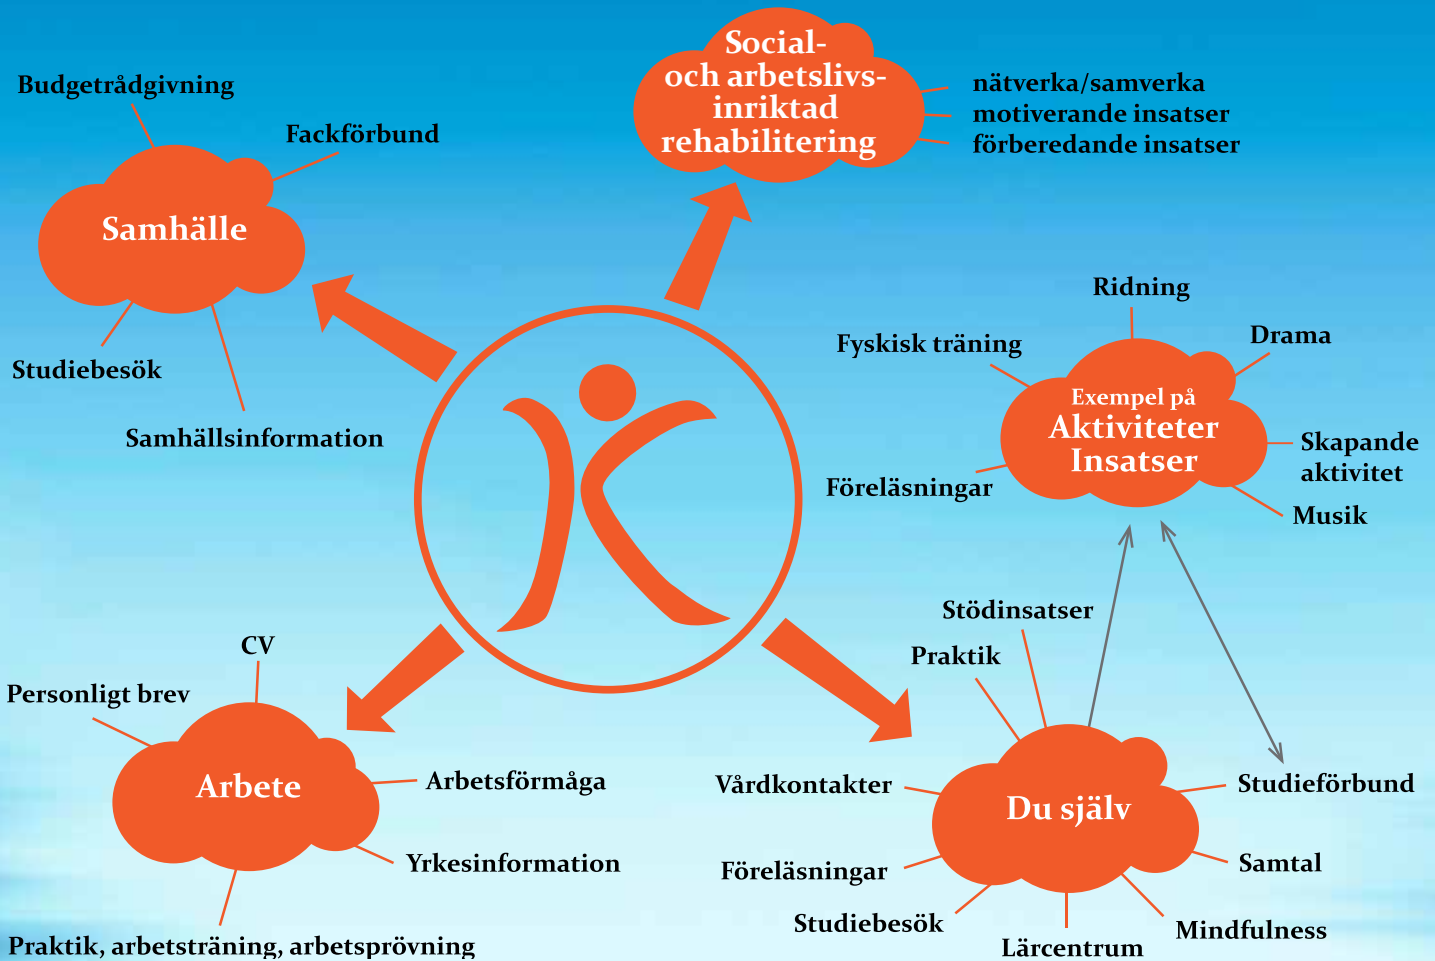 Social-
och arbetslivs-
inriktad
rehabilitering
nätverka/samverka
motiverande insatser
förberedande insatser
Budgetrådgivning
Fackförbund
Samhälle
Studiebesök
Samhällsinformation
Ridning
Fyskisk träning
Drama
Exempel på
Aktiviteter
Insatser
Skapande
aktivitet
Föreläsningar
Musik
CV
Personligt brev
Arbete
Arbetsförmåga
Yrkesinformation
Praktik, arbetsträning, arbetsprövning
Stödinsatser
Praktik
Vårdkontakter
Du själv
Studieförbund
Föreläsningar
Samtal
Studiebesök
Mindfulness
Lärcentrum